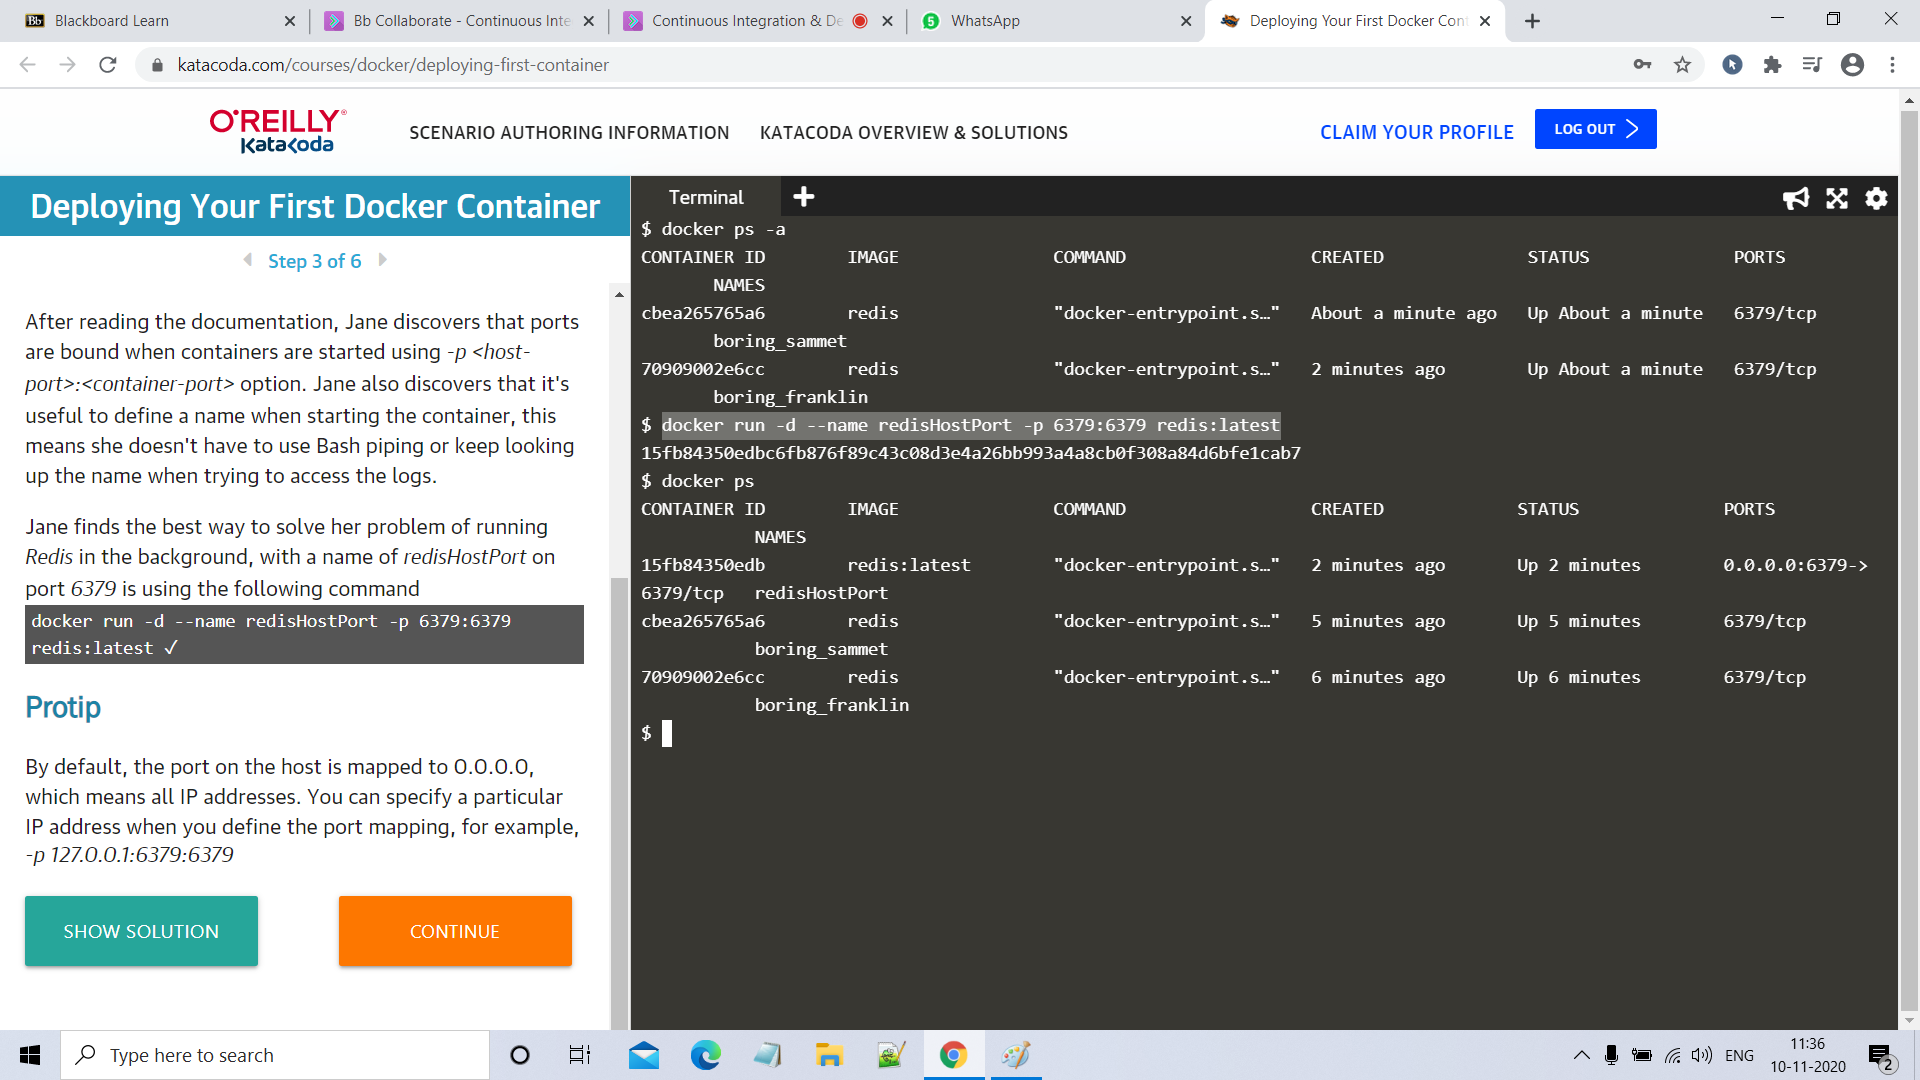 Blackboard Learn
Bb Collaborate - Continuous Inte
Continuous Integration & De
5 WhatsApp
Deploying Your First Docker Cont
katacoda.com/courses/docker/deploying-first-container
O'REILLY®
Katacoda
SCENARIO AUTHORING INFORMATION
KATACODA OVERVIEW & SOLUTIONS
CLAIM YOUR PROFILE
LOG OUT
Deploying Your First Docker Container
Step 3 of 6
After reading the documentation, Jane discovers that ports
are bound when containers are started using -p <host-
port>:<container-port> option. Jane also discovers that it's
useful to define a name when starting the container, this
means she doesn't have to use Bash piping or keep looking
up the name when trying to access the logs.
Jane finds the best way to solve her problem of running
Redis in the background, with a name of redisHostPort on
port 6379 is using the following command
docker run -d --name redisHostPort -p 6379:6379
redis:latest ✓
Protip
By default, the port on the host is mapped to 0.0.0.0,
which means all IP addresses. You can specify a particular
IP address when you define the port mapping, for example,
-p 127.0.0.1:6379:6379
SHOW SOLUTION
CONTINUE
Terminal
$ docker ps -a
CONTAINER ID IMAGE COMMAND CREATED STATUS PORTS
NAMES
cbea265765a6 redis "docker-entrypoint.s…" About a minute ago Up About a minute 6379/tcp
boring_sammet
70909002e6cc redis "docker-entrypoint.s…" 2 minutes ago Up About a minute 6379/tcp
boring_franklin
$ docker run -d --name redisHostPort -p 6379:6379 redis:latest
15fb84350edbc6fb876f89c43c08d3e4a26bb993a4a8cb0f308a84d6bfe1cab7
$ docker ps
CONTAINER ID IMAGE COMMAND CREATED STATUS PORTS
NAMES
15fb84350edb redis:latest "docker-entrypoint.s…" 2 minutes ago Up 2 minutes 0.0.0.0:6379->
6379/tcp redisHostPort
cbea265765a6 redis "docker-entrypoint.s…" 5 minutes ago Up 5 minutes 6379/tcp
boring_sammet
70909002e6cc redis "docker-entrypoint.s…" 6 minutes ago Up 6 minutes 6379/tcp
boring_franklin
$
Type here to search
ENG
11:36
10-11-2020
2